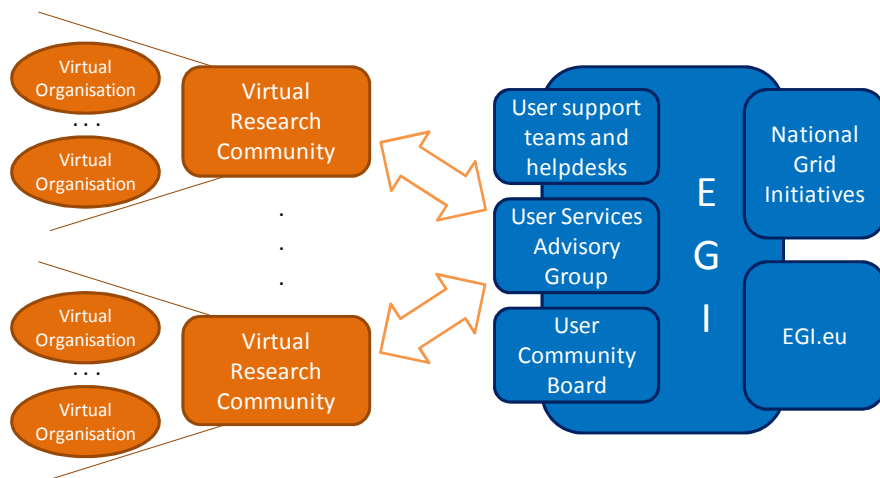 Virtual
Organisation
. . .
Virtual
Organisation
Virtual
Research
Community
.
.
.
Virtual
Organisation
. . .
Virtual
Organisation
Virtual
Research
Community
User support
teams and
helpdesks
User Services
Advisory
Group
User
Community
Board
E
G
I
National
Grid
Initiatives
EGI.eu